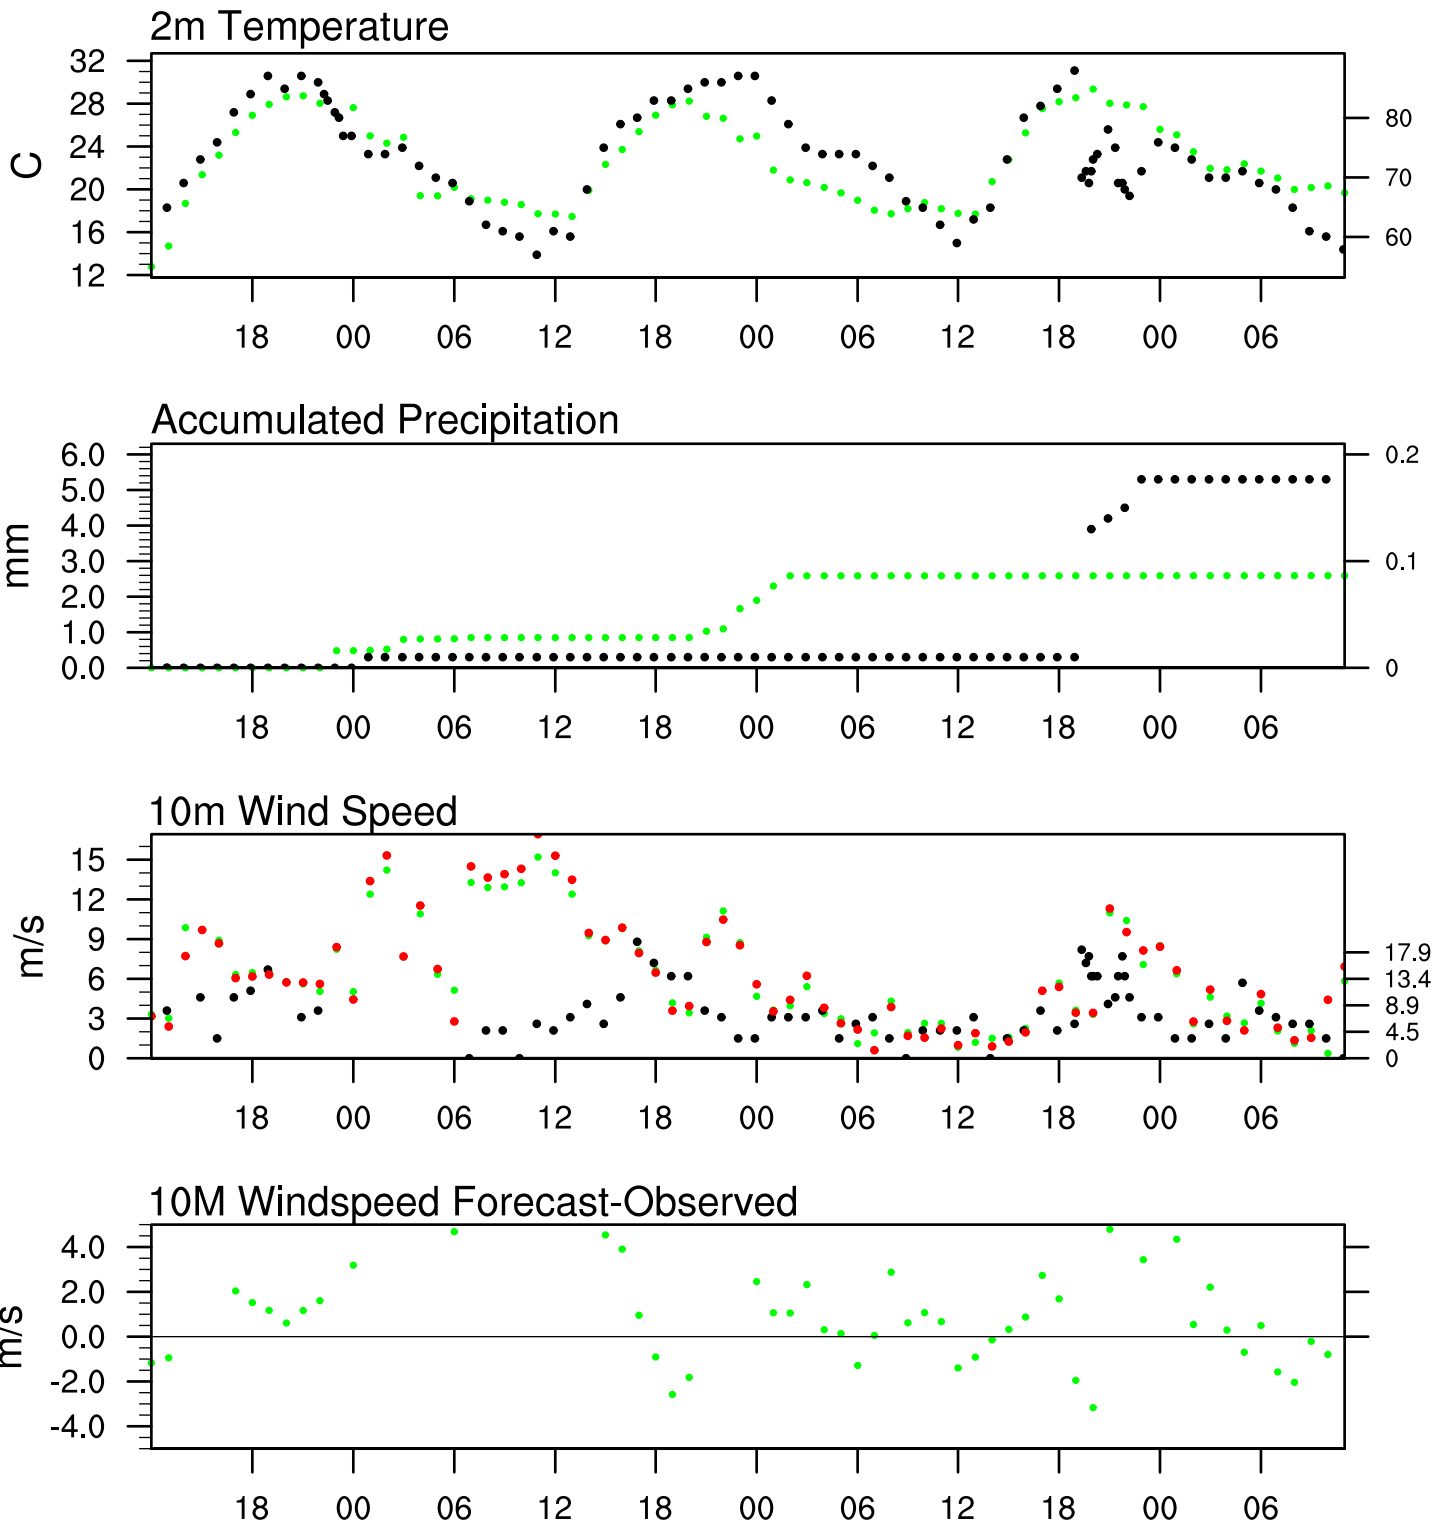 2m Temperature
32
28
24
20
16
12
C
80
70
60
18 00 06 12 18 00 06 12 18 00 06
Accumulated Precipitation
6.0
5.0
4.0
3.0
2.0
1.0
0.0
mm
0.2
0.1
0
18 00 06 12 18 00 06 12 18 00 06
10m Wind Speed
15
12
9
6
3
0
m/s
17.9
13.4
8.9
4.5
0
18 00 06 12 18 00 06 12 18 00 06
10M Windspeed Forecast-Observed
4.0
2.0
0.0
-2.0
-4.0
m/s
18 00 06 12 18 00 06 12 18 00 06